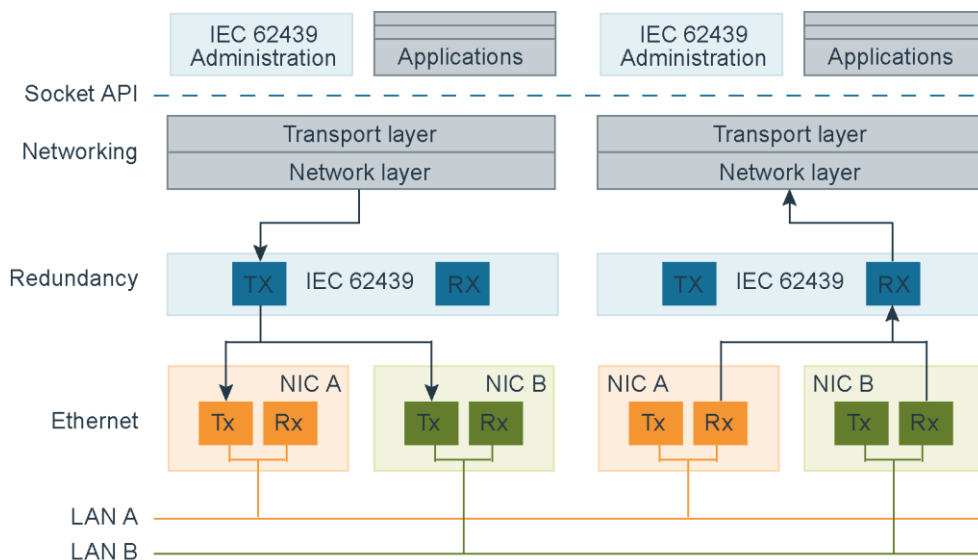 IEC 62439
Administration
Applications
IEC 62439
Administration
Applications
Socket API
Networking
Transport layer
Network layer
Transport layer
Network layer
Redundancy
TX
IEC 62439
RX
TX
IEC 62439
RX
Ethernet
NIC A
Tx
Rx
NIC B
Tx
Rx
NIC A
Tx
Rx
NIC B
Tx
Rx
LAN A
LAN B